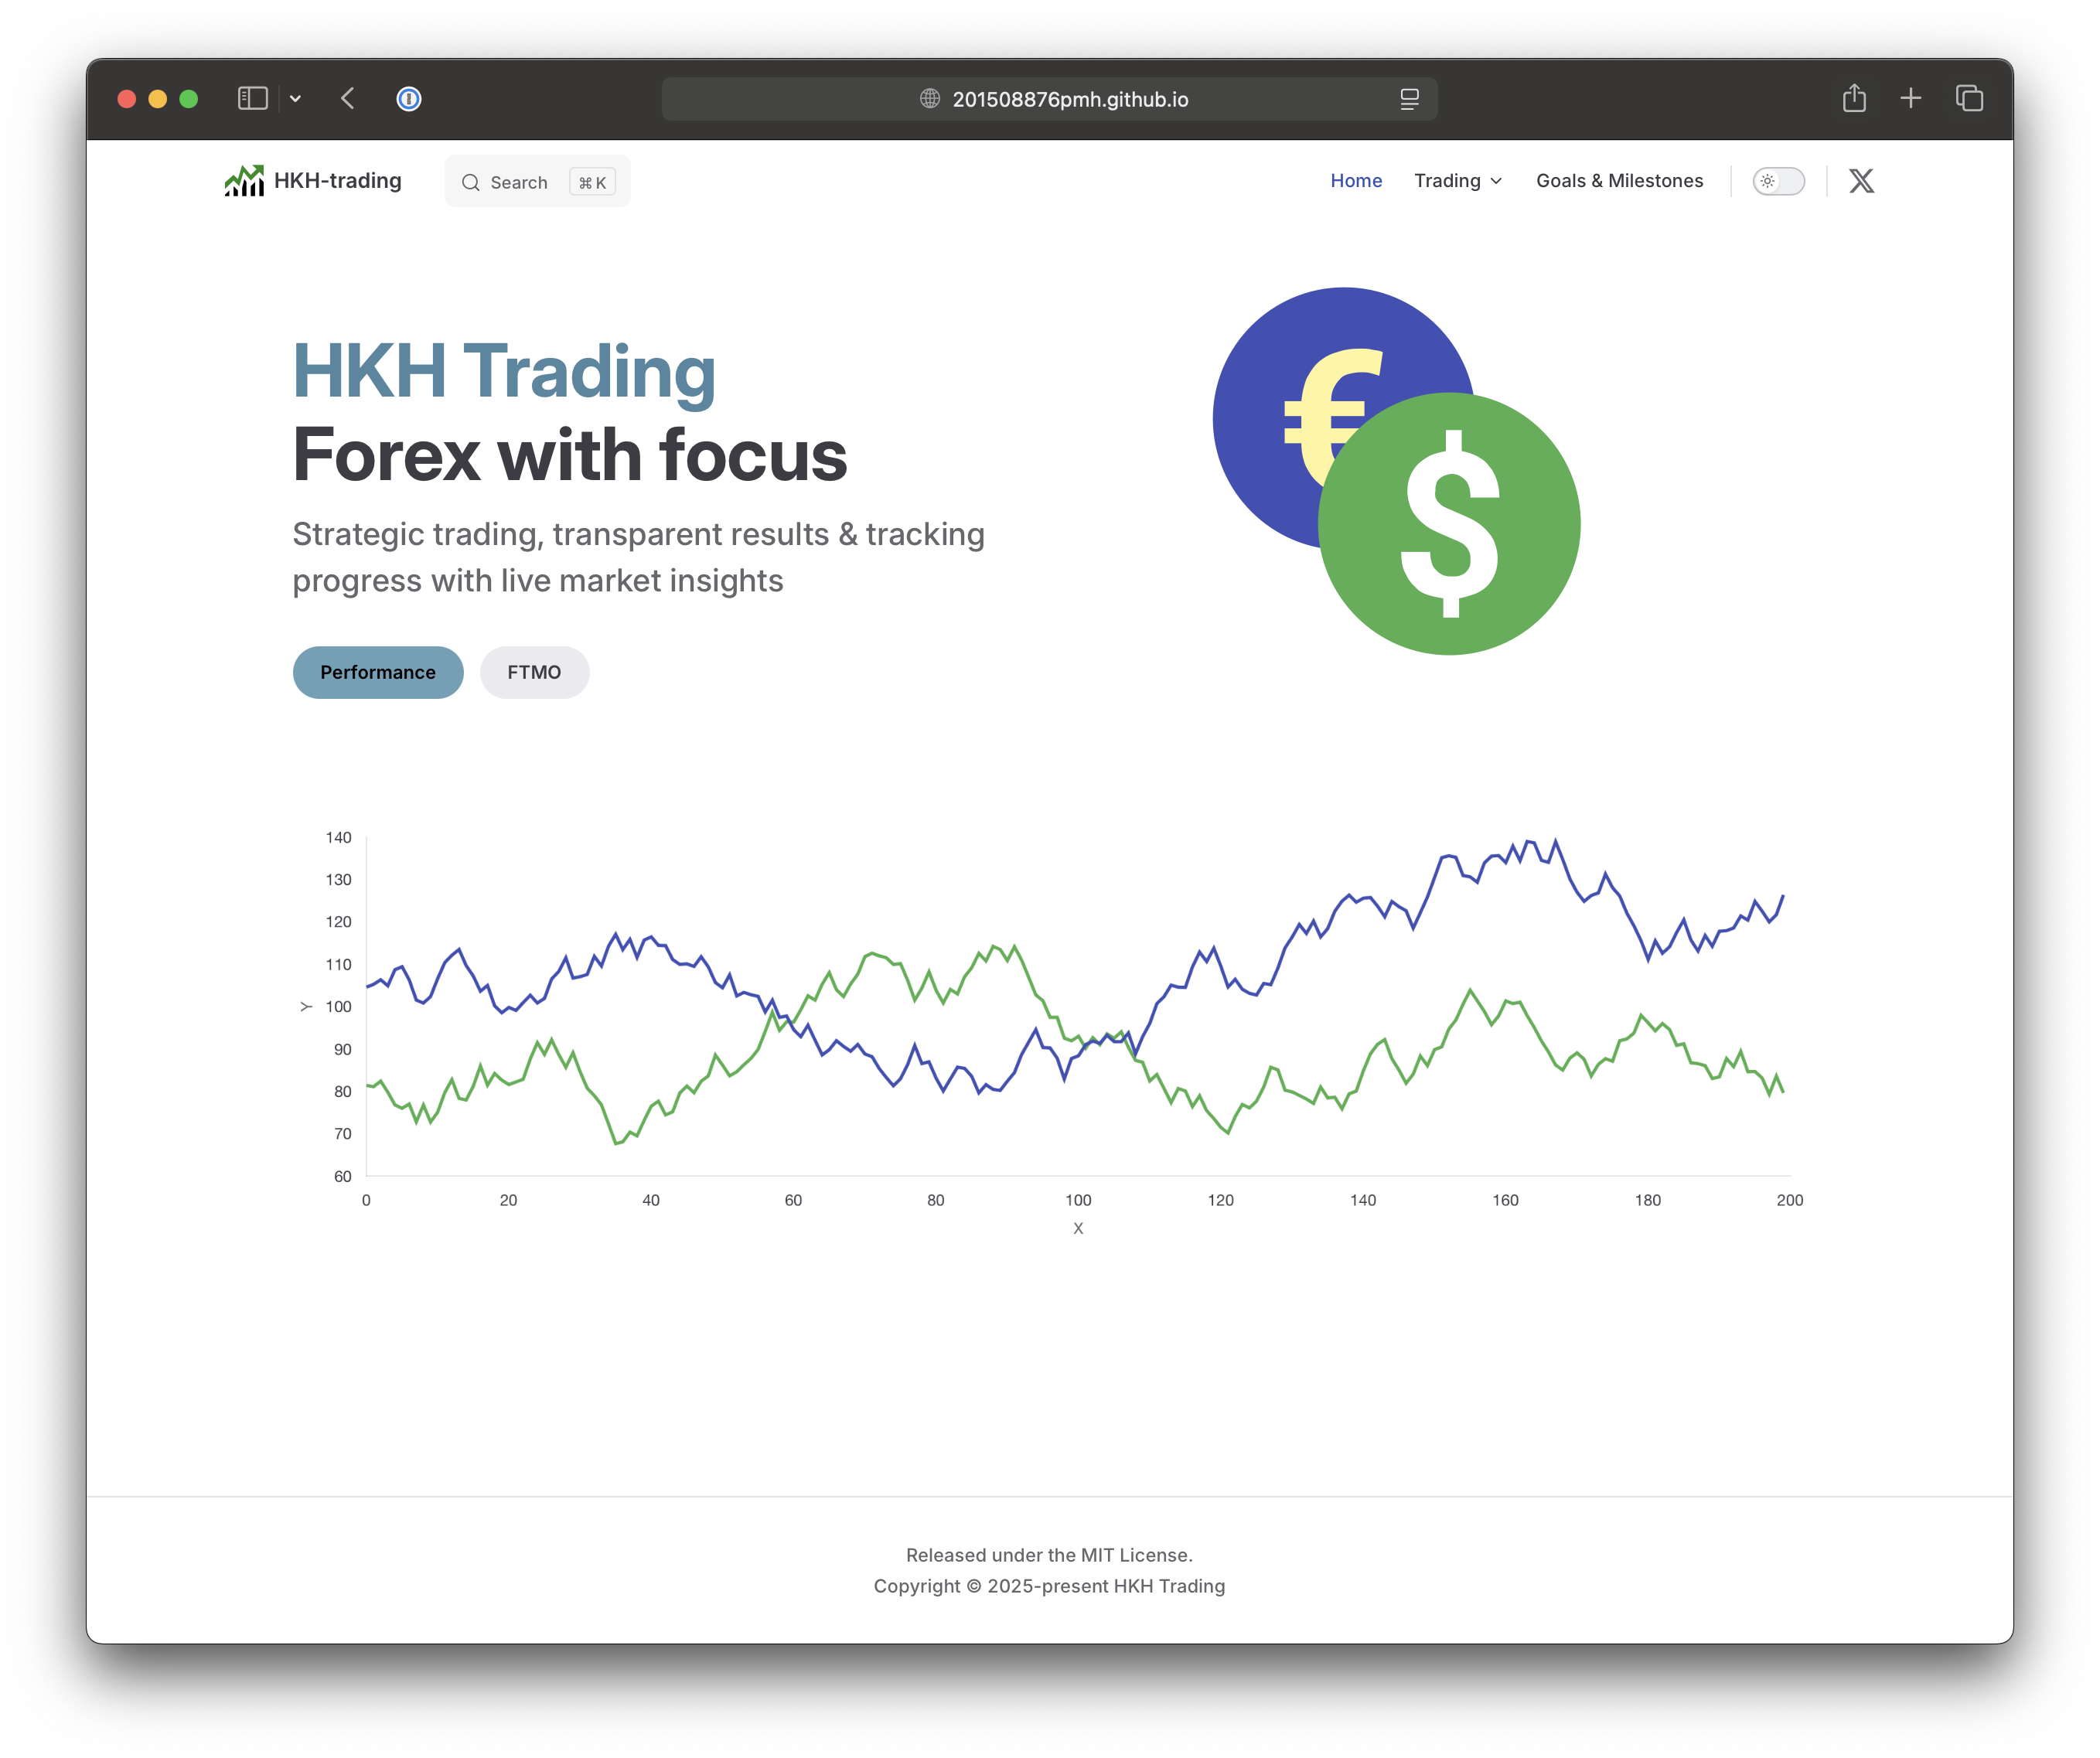 201508876pmh.github.io
HKH-trading
Search ⌘ K
Home Trading Goals & Milestones
HKH Trading
Forex with focus
Strategic trading, transparent results & tracking
progress with live market insights
Performance FTMO
€
$
140
130
120
110
100
90
80
70
60
Y
0 20 40 60 80 100 120 140 160 180 200
X
Released under the MIT License.
Copyright © 2025-present HKH Trading